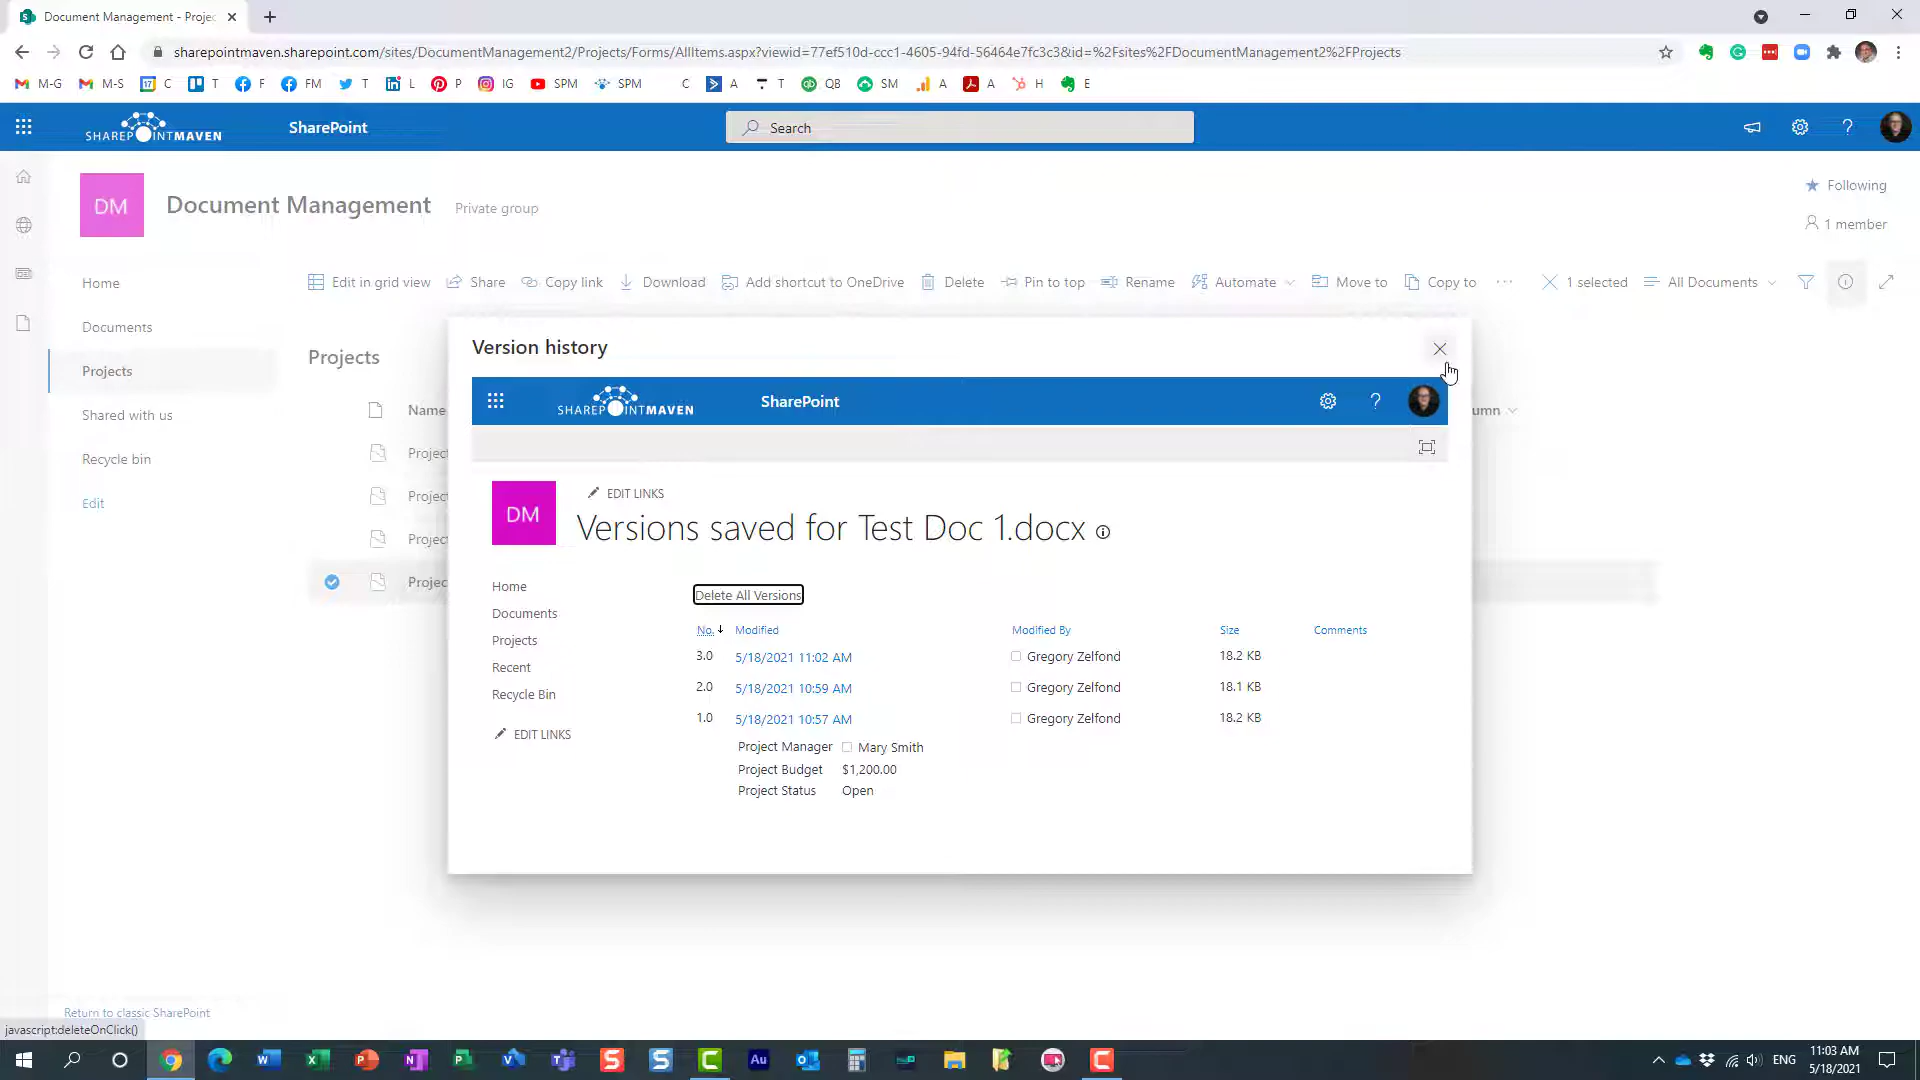 Document Management - Projec
sharepointmaven.sharepoint.com/sites/DocumentManagement2/Projects/Forms/AllItems.aspx?viewid=77ef510d-ccc1-4605-94fd-56464e7fc3c3&id=%2Fsites%2FDocumentManagement2%2FProjects
M-G M-S C T F FM T L P IG SPM SPM C A T QB SM A A H E
SHAREPOINTMAVEN SharePoint Search ?
DM Document Management Private group
Following
1 member
Home
Documents
Projects
Shared with us
Recycle bin
Edit
Edit in grid view Share Copy link Download Add shortcut to OneDrive Delete Pin to top Rename Automate Move to Copy to ... 1 selected All Documents
Projects
Name
umn
Projec
Projec
Projec
Projec
Version history
SHAREPOINTMAVEN SharePoint ?
DM
EDIT LINKS
Versions saved for Test Doc 1.docx
Home
Documents
Projects
Recent
Recycle Bin
EDIT LINKS
Delete All Versions
No. Modified Modified By Size Comments
3.0 5/18/2021 11:02 AM Gregory Zelfond 18.2 KB
2.0 5/18/2021 10:59 AM Gregory Zelfond 18.1 KB
1.0 5/18/2021 10:57 AM Gregory Zelfond 18.2 KB
Project Manager Mary Smith
Project Budget $1,200.00
Project Status Open
Return to classic SharePoint
javascript:deleteOnClick()
ENG
11:03 AM
5/18/2021